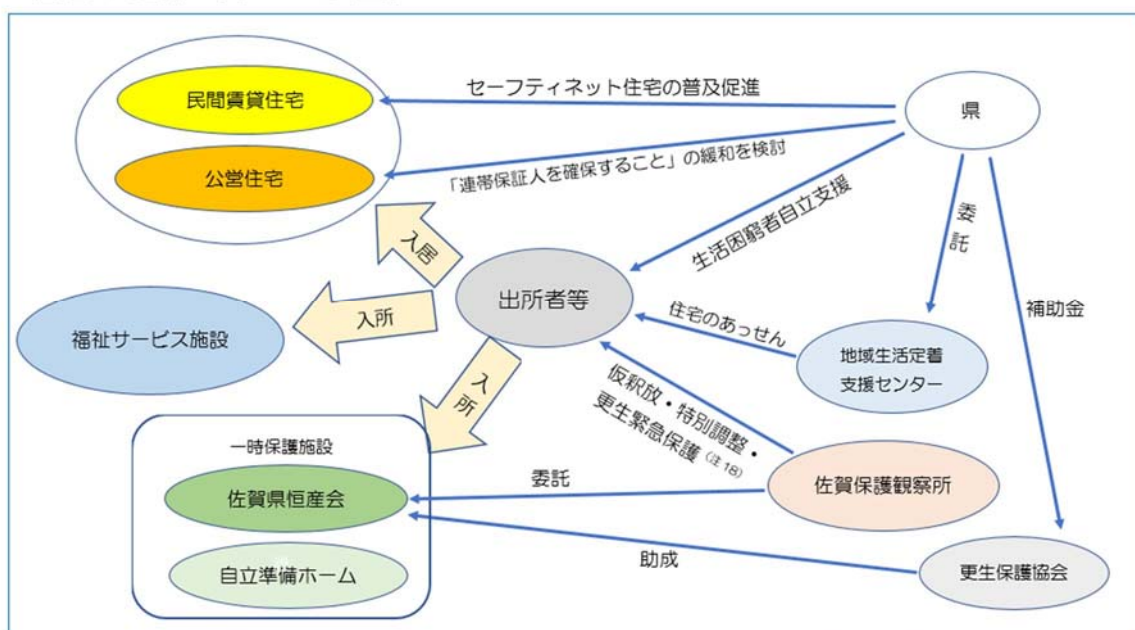 民間賃貸住宅
公営住宅
セーフティネット住宅の普及促進
県
「連帯保証人を確保すること」の緩和を検討
生活困窮者自立支援
委託
補助金
入居
出所者等
入所
福祉サービス施設
住宅のあっせん
地域生活定着
支援センター
仮釈放・特別調整・
更生緊急保護(注18)
入所
一時保護施設
佐賀県恒産会
自立準備ホーム
委託
佐賀保護観察所
助成
更生保護協会